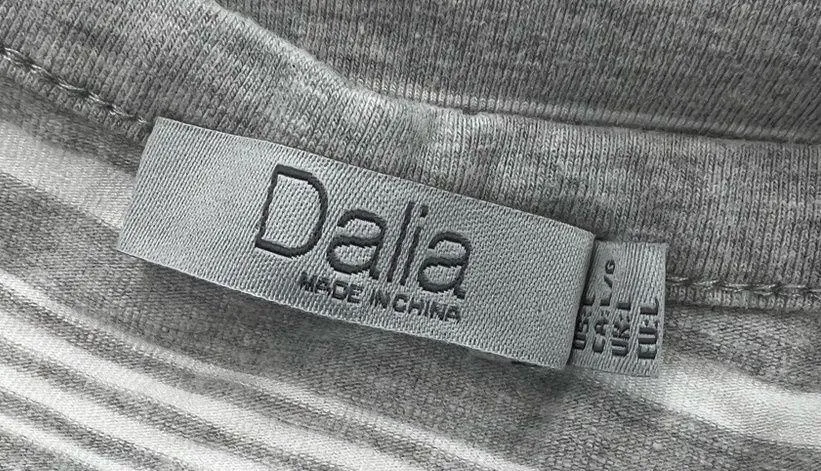 Dalia
MADE IN CHINA
US:L
CA: L/G
UK: L
EU: L